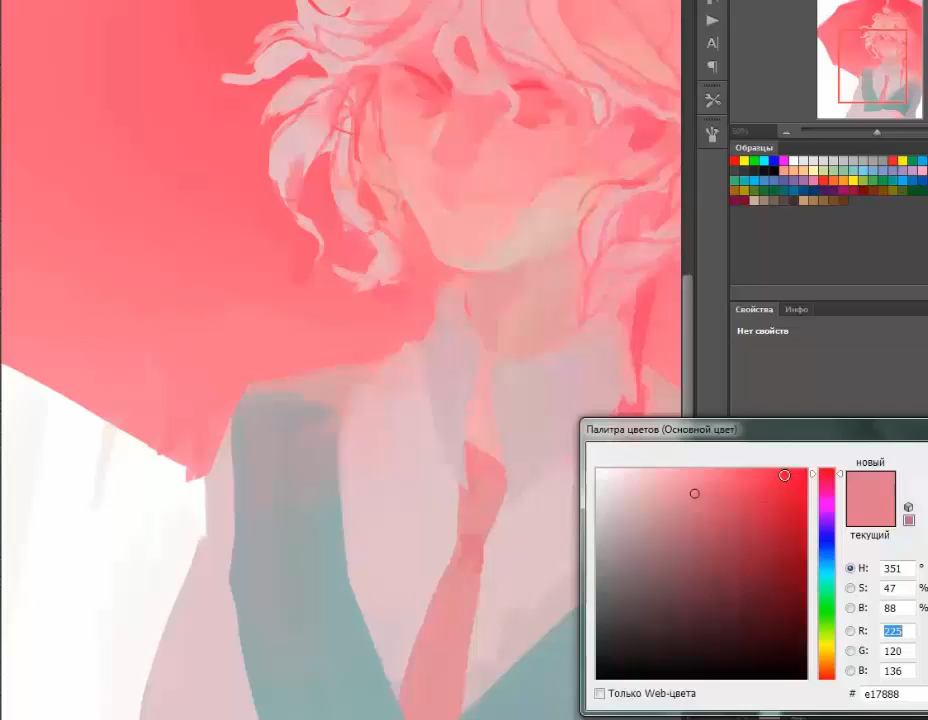 50%
Образцы
Свойства Инфо
Нет свойств
Палитра цветов (Основной цвет)
новый
текущий
H: 351 °
S: 47 %
B: 88 %
R: 225
G: 120
B: 136
Только Web-цвета
# e17888